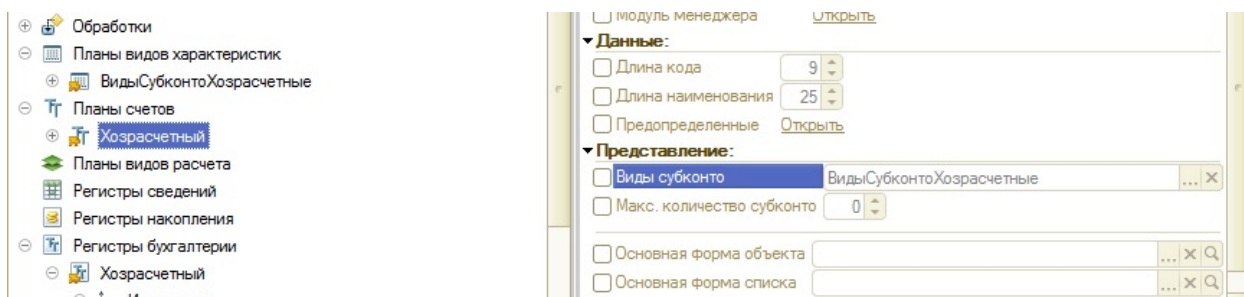 Обработки
Планы видов характеристик
ВидыСубконтоХозрасчетные
Планы счетов
Хозрасчетный
Планы видов расчета
Регистры сведений
Регистры накопления
Регистры бухгалтерии
Хозрасчетный
Модуль менеджера Открыть
Данные:
Длина кода 9
Длина наименования 25
Предопределенные Открыть
Представление:
Виды субконто ВидыСубконтоХозрасчетные ... ×
Макс. количество субконто 0
Основная форма объекта ... ×
Основная форма списка ... ×